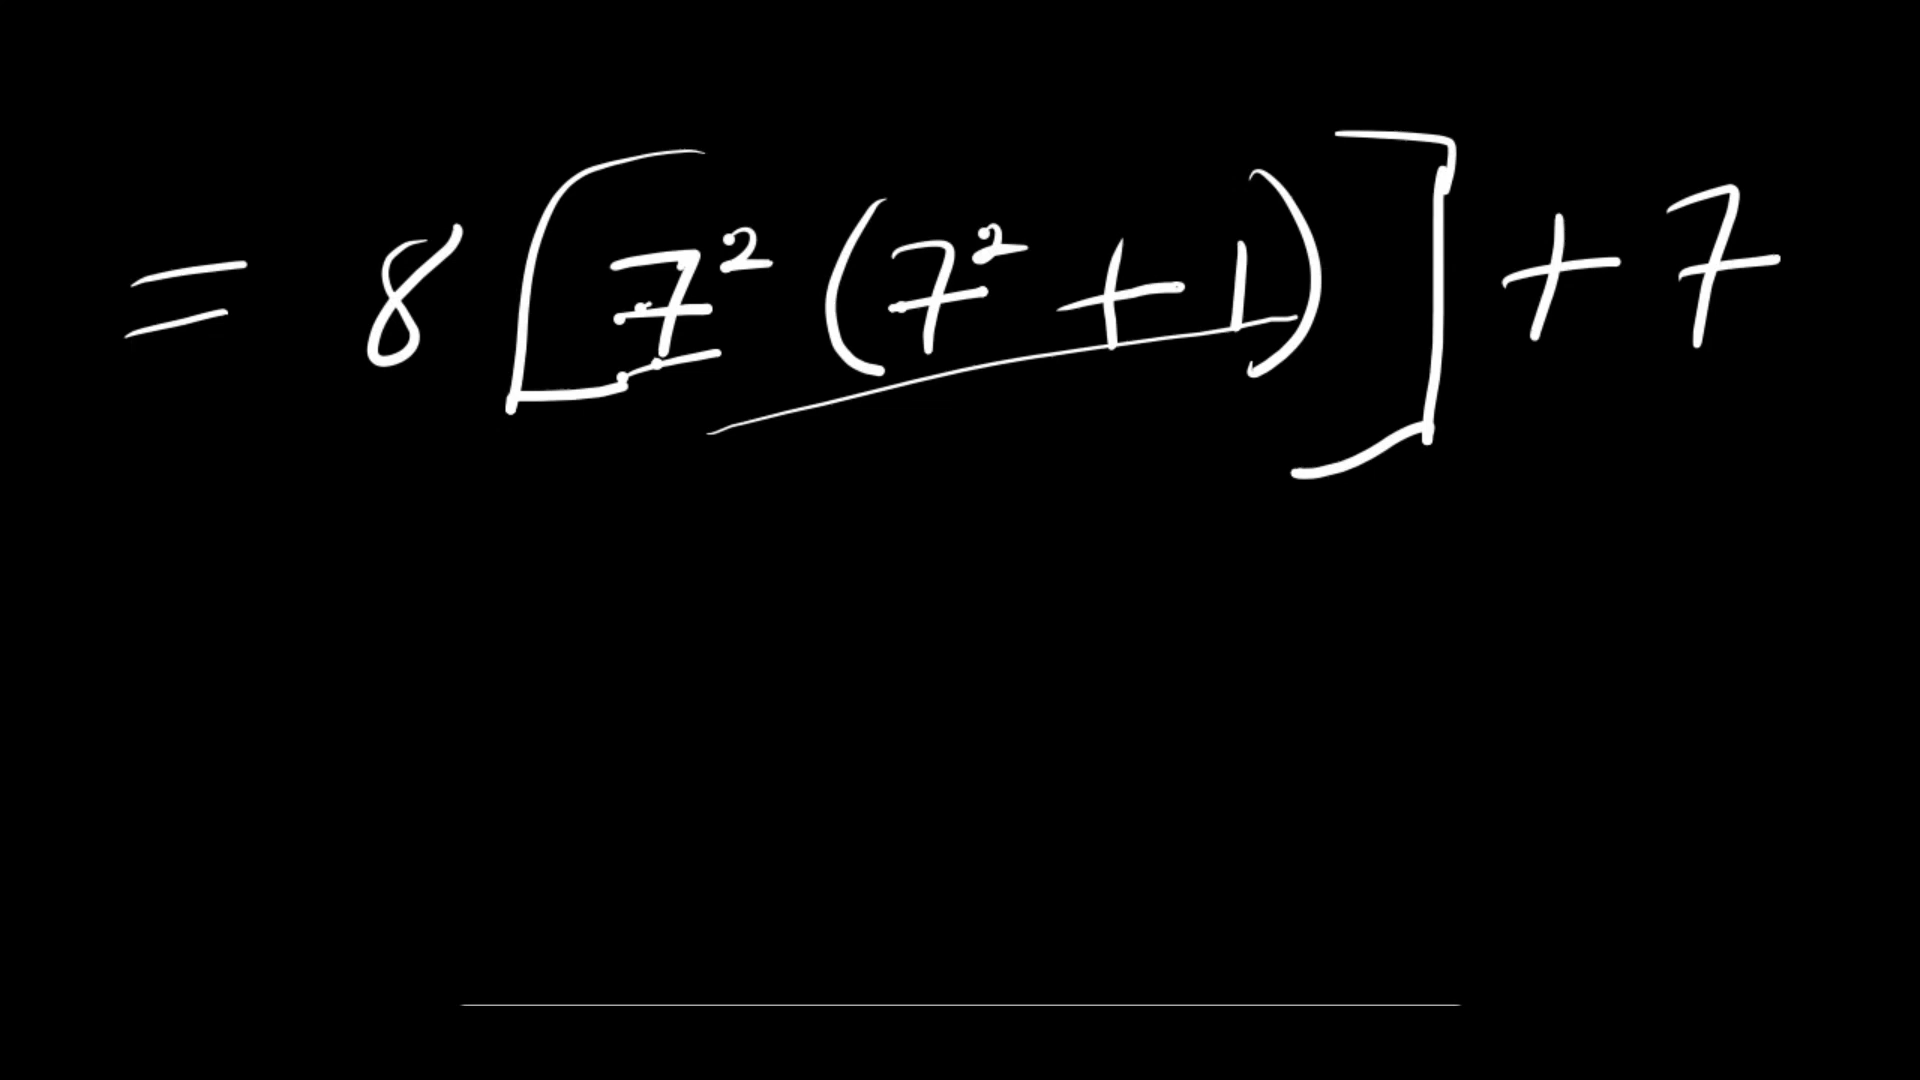 = 8 [7² (7² + 1)] + 7